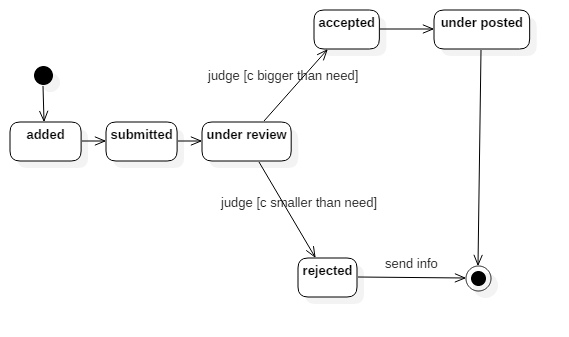 accepted
under posted
judge [c bigger than need]
added
submitted
under review
judge [c smaller than need]
rejected
send info